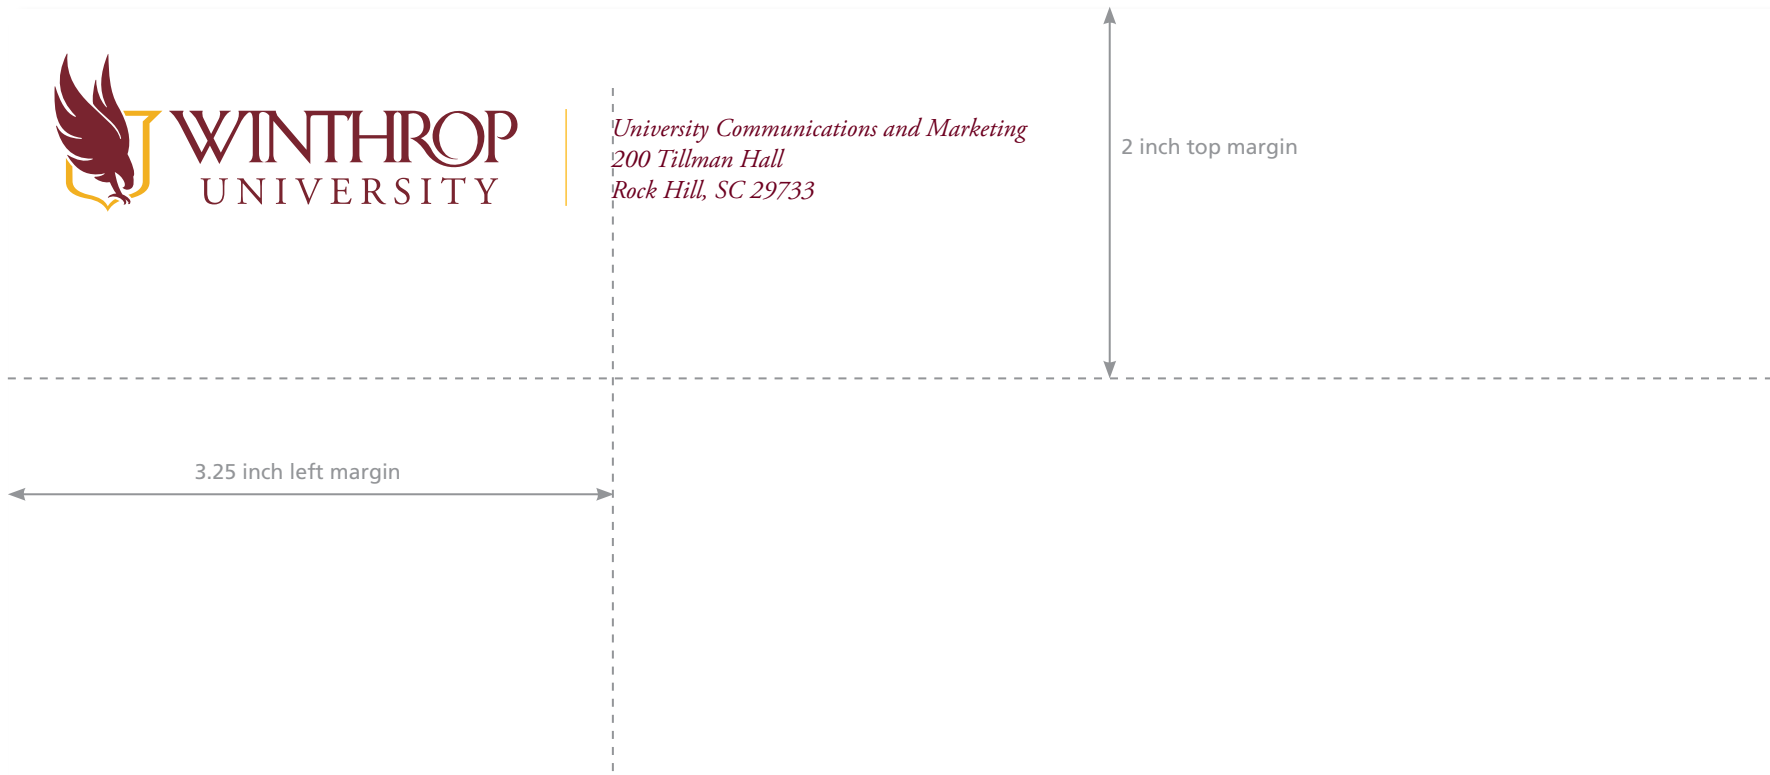 WINTHROP
UNIVERSITY
University Communications and Marketing
200 Tillman Hall
Rock Hill, SC 29733
2 inch top margin
3.25 inch left margin